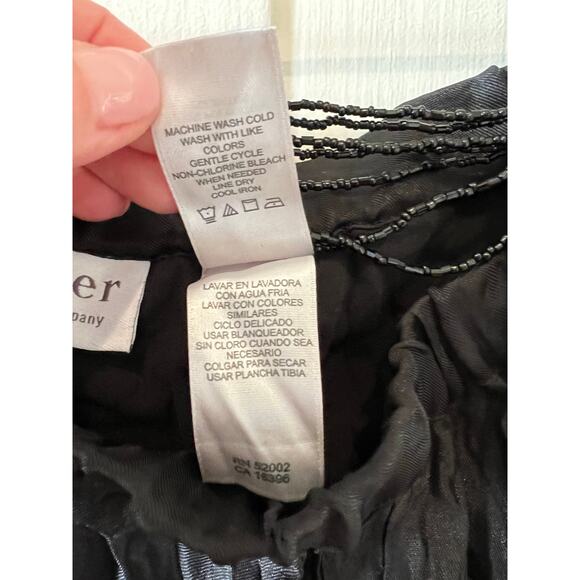 MACHINE WASH COLD
WASH WITH LIKE
COLORS
GENTLE CYCLE
NON-CHLORINE BLEACH
WHEN NEEDED
LINE DRY
COOL IRON
er
pany
LAVAR EN LAVADORA
CON AGUA FRIA
LAVAR CON COLORES
SIMILARES
CICLO DELICADO
USAR BLANQUEADOR
SIN CLORO CUANDO SEA
NECESARIO
COLGAR PARA SECAR
USAR PLANCHA TIBIA
RN 52002
CA 16396